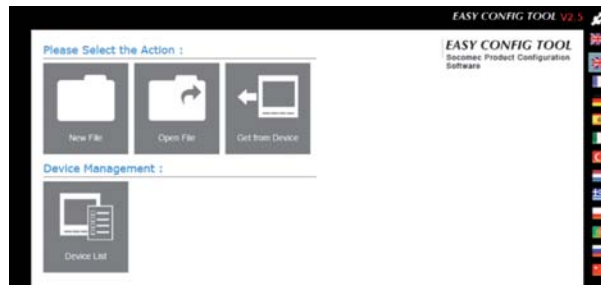 EASY CONFIG TOOL V2.5
Please Select the Action :
EASY CONFIG TOOL
Socomec Product Configuration
Software
New File
Open File
Get from Device
Device Management :
Device List